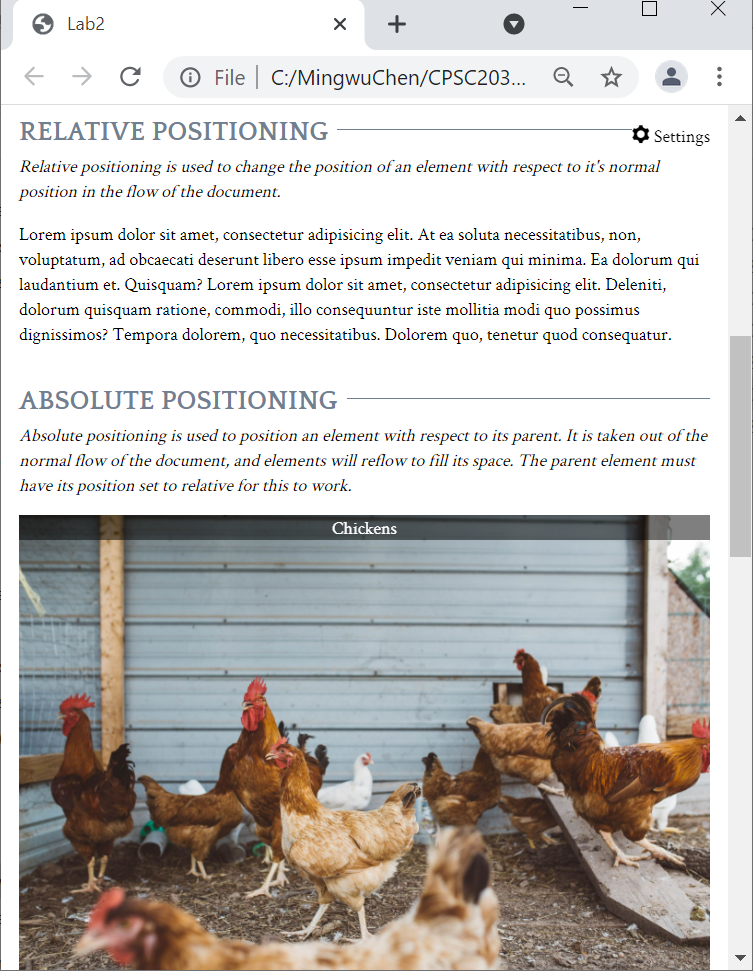 Lab2
File | C:/MingwuChen/CPSC203...
RELATIVE POSITIONING
Settings
Relative positioning is used to change the position of an element with respect to it's normal
position in the flow of the document.
Lorem ipsum dolor sit amet, consectetur adipisicing elit. At ea soluta necessitatibus, non,
voluptatum, ad obcaecati deserunt libero esse ipsum impedit veniam qui minima. Ea dolorum qui
laudantium et. Quisquam? Lorem ipsum dolor sit amet, consectetur adipisicing elit. Deleniti,
dolorum quisquam ratione, commodi, illo consequuntur iste mollitia modi quo possimus
dignissimos? Tempora dolorem, quo necessitatibus. Dolorem quo, tenetur quod consequatur.
ABSOLUTE POSITIONING
Absolute positioning is used to position an element with respect to its parent. It is taken out of the
normal flow of the document, and elements will reflow to fill its space. The parent element must
have its position set to relative for this to work.
Chickens